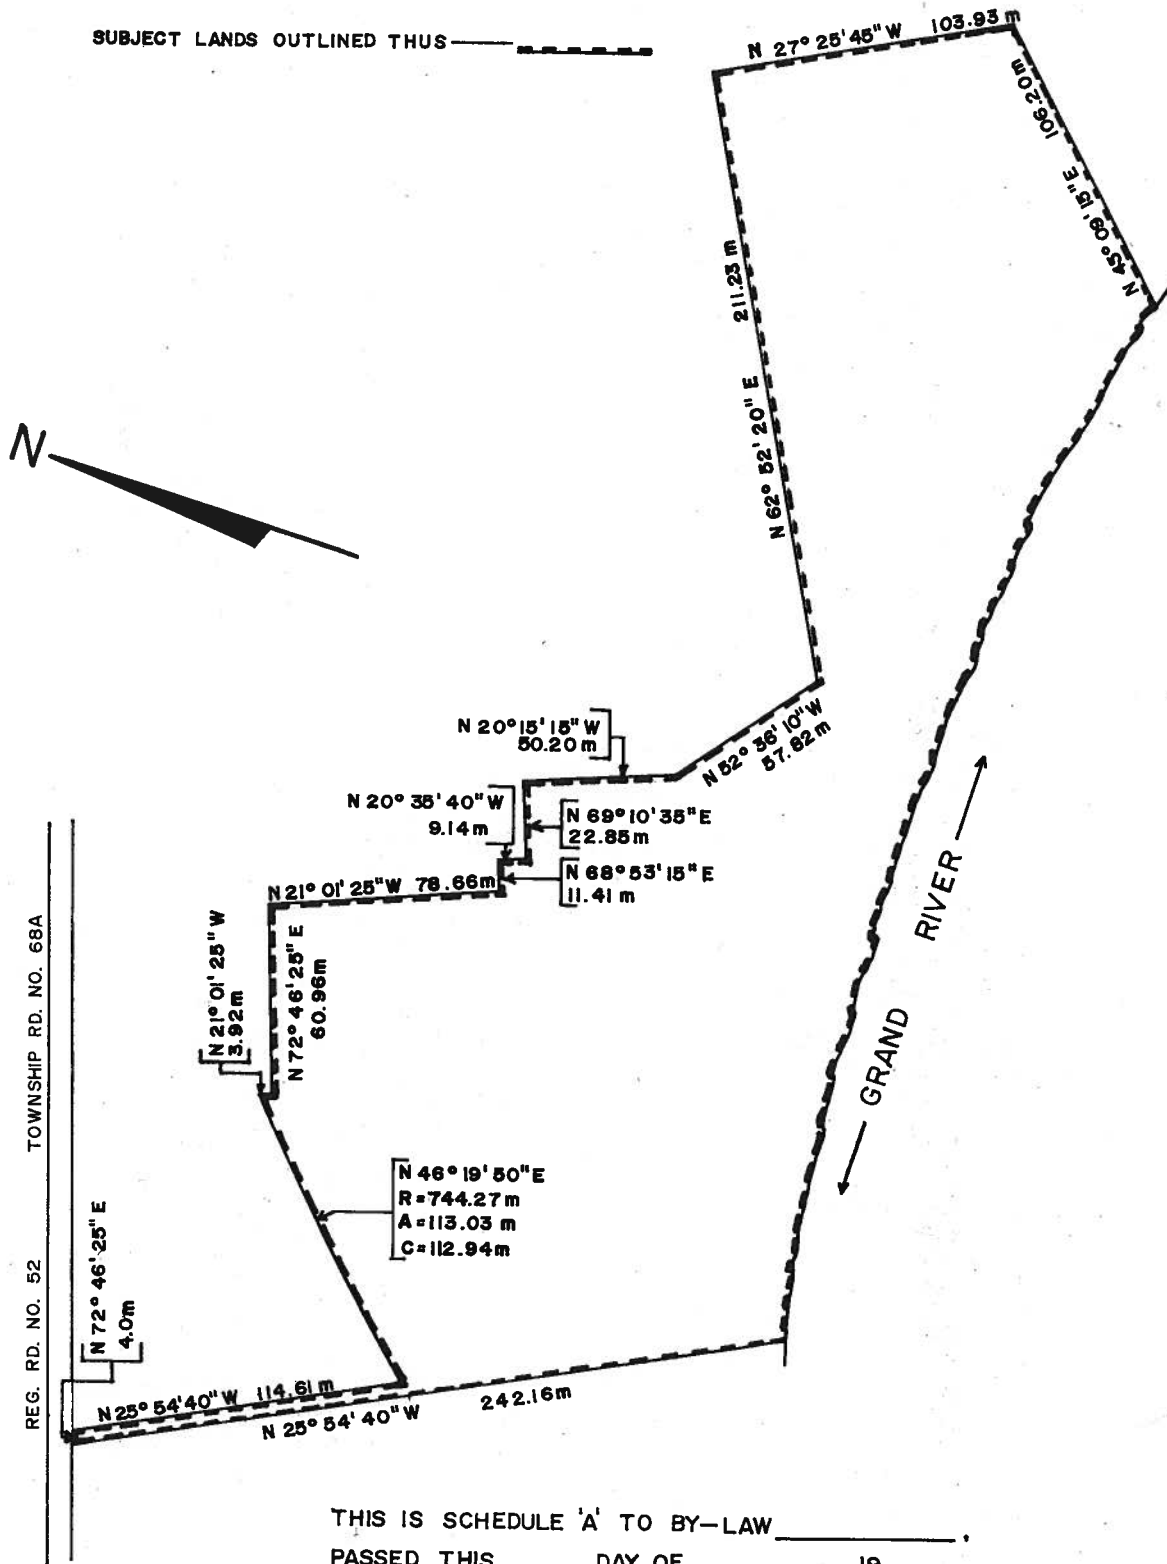 SUBJECT LANDS OUTLINED THUS
N 27° 25' 45" W 103.93 m
106.20m
N 45° 09' 15" E
211.23 m
N 62° 52' 20" E
N
N 20° 15' 15" W
50.20 m
N 52° 36' 10" W
57.82 m
N 20° 35' 40" W
9.14 m
N 69° 10' 35" E
22.85 m
N 68° 53' 15" E
11.41 m
N 21° 01' 25" W 78.66m
N 21° 01' 25" W
3.92m
N 72° 46' 25" E
60.96m
GRAND RIVER
TOWNSHIP RD. NO. 68A
REG. RD. NO. 52
N 46° 19' 50" E
R=744.27 m
A=113.03 m
C=112.94 m
N 72° 46' 25" E
4.0m
N 25° 54' 40" W 114.61 m
N 25° 54' 40" W 242.16m
THIS IS SCHEDULE 'A' TO BY-LAW ,
PASSED THIS DAY OF 19